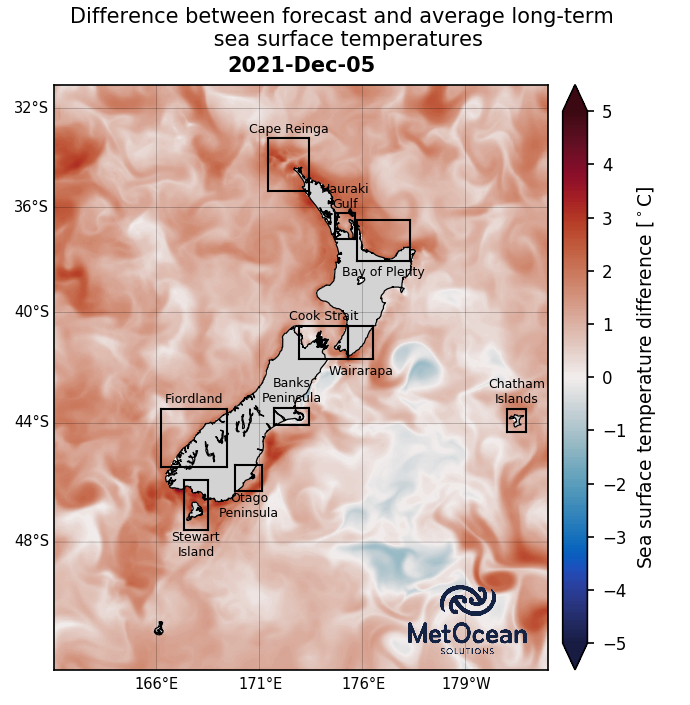 Difference between forecast and average long-term
sea surface temperatures
2021-Dec-05
32°S
36°S
40°S
44°S
48°S
166°E
171°E
176°E
179°W
Cape Reinga
Hauraki
Gulf
Bay of Plenty
Cook Strait
Wairarapa
Banks
Peninsula
Fiordland
Chatham
Islands
Otago
Peninsula
Stewart
Island
MetOcean
SOLUTIONS
5
4
3
2
1
0
−1
−2
−3
−4
−5
Sea surface temperature difference [°C]